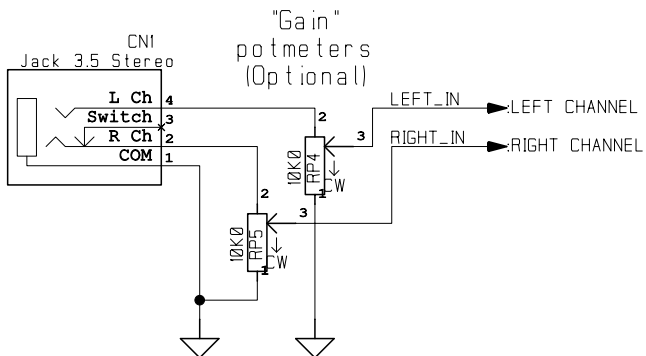 "Gain"
potmeters
(Optional)
CN1
Jack 3.5 Stereo
L Ch 4
Switch 3
R Ch 2
COM 1
2
3
10K0
RP4
1
CW
LEFT_IN
LEFT CHANNEL
RIGHT_IN
RIGHT CHANNEL
2
3
10K0
RP5
1
CW